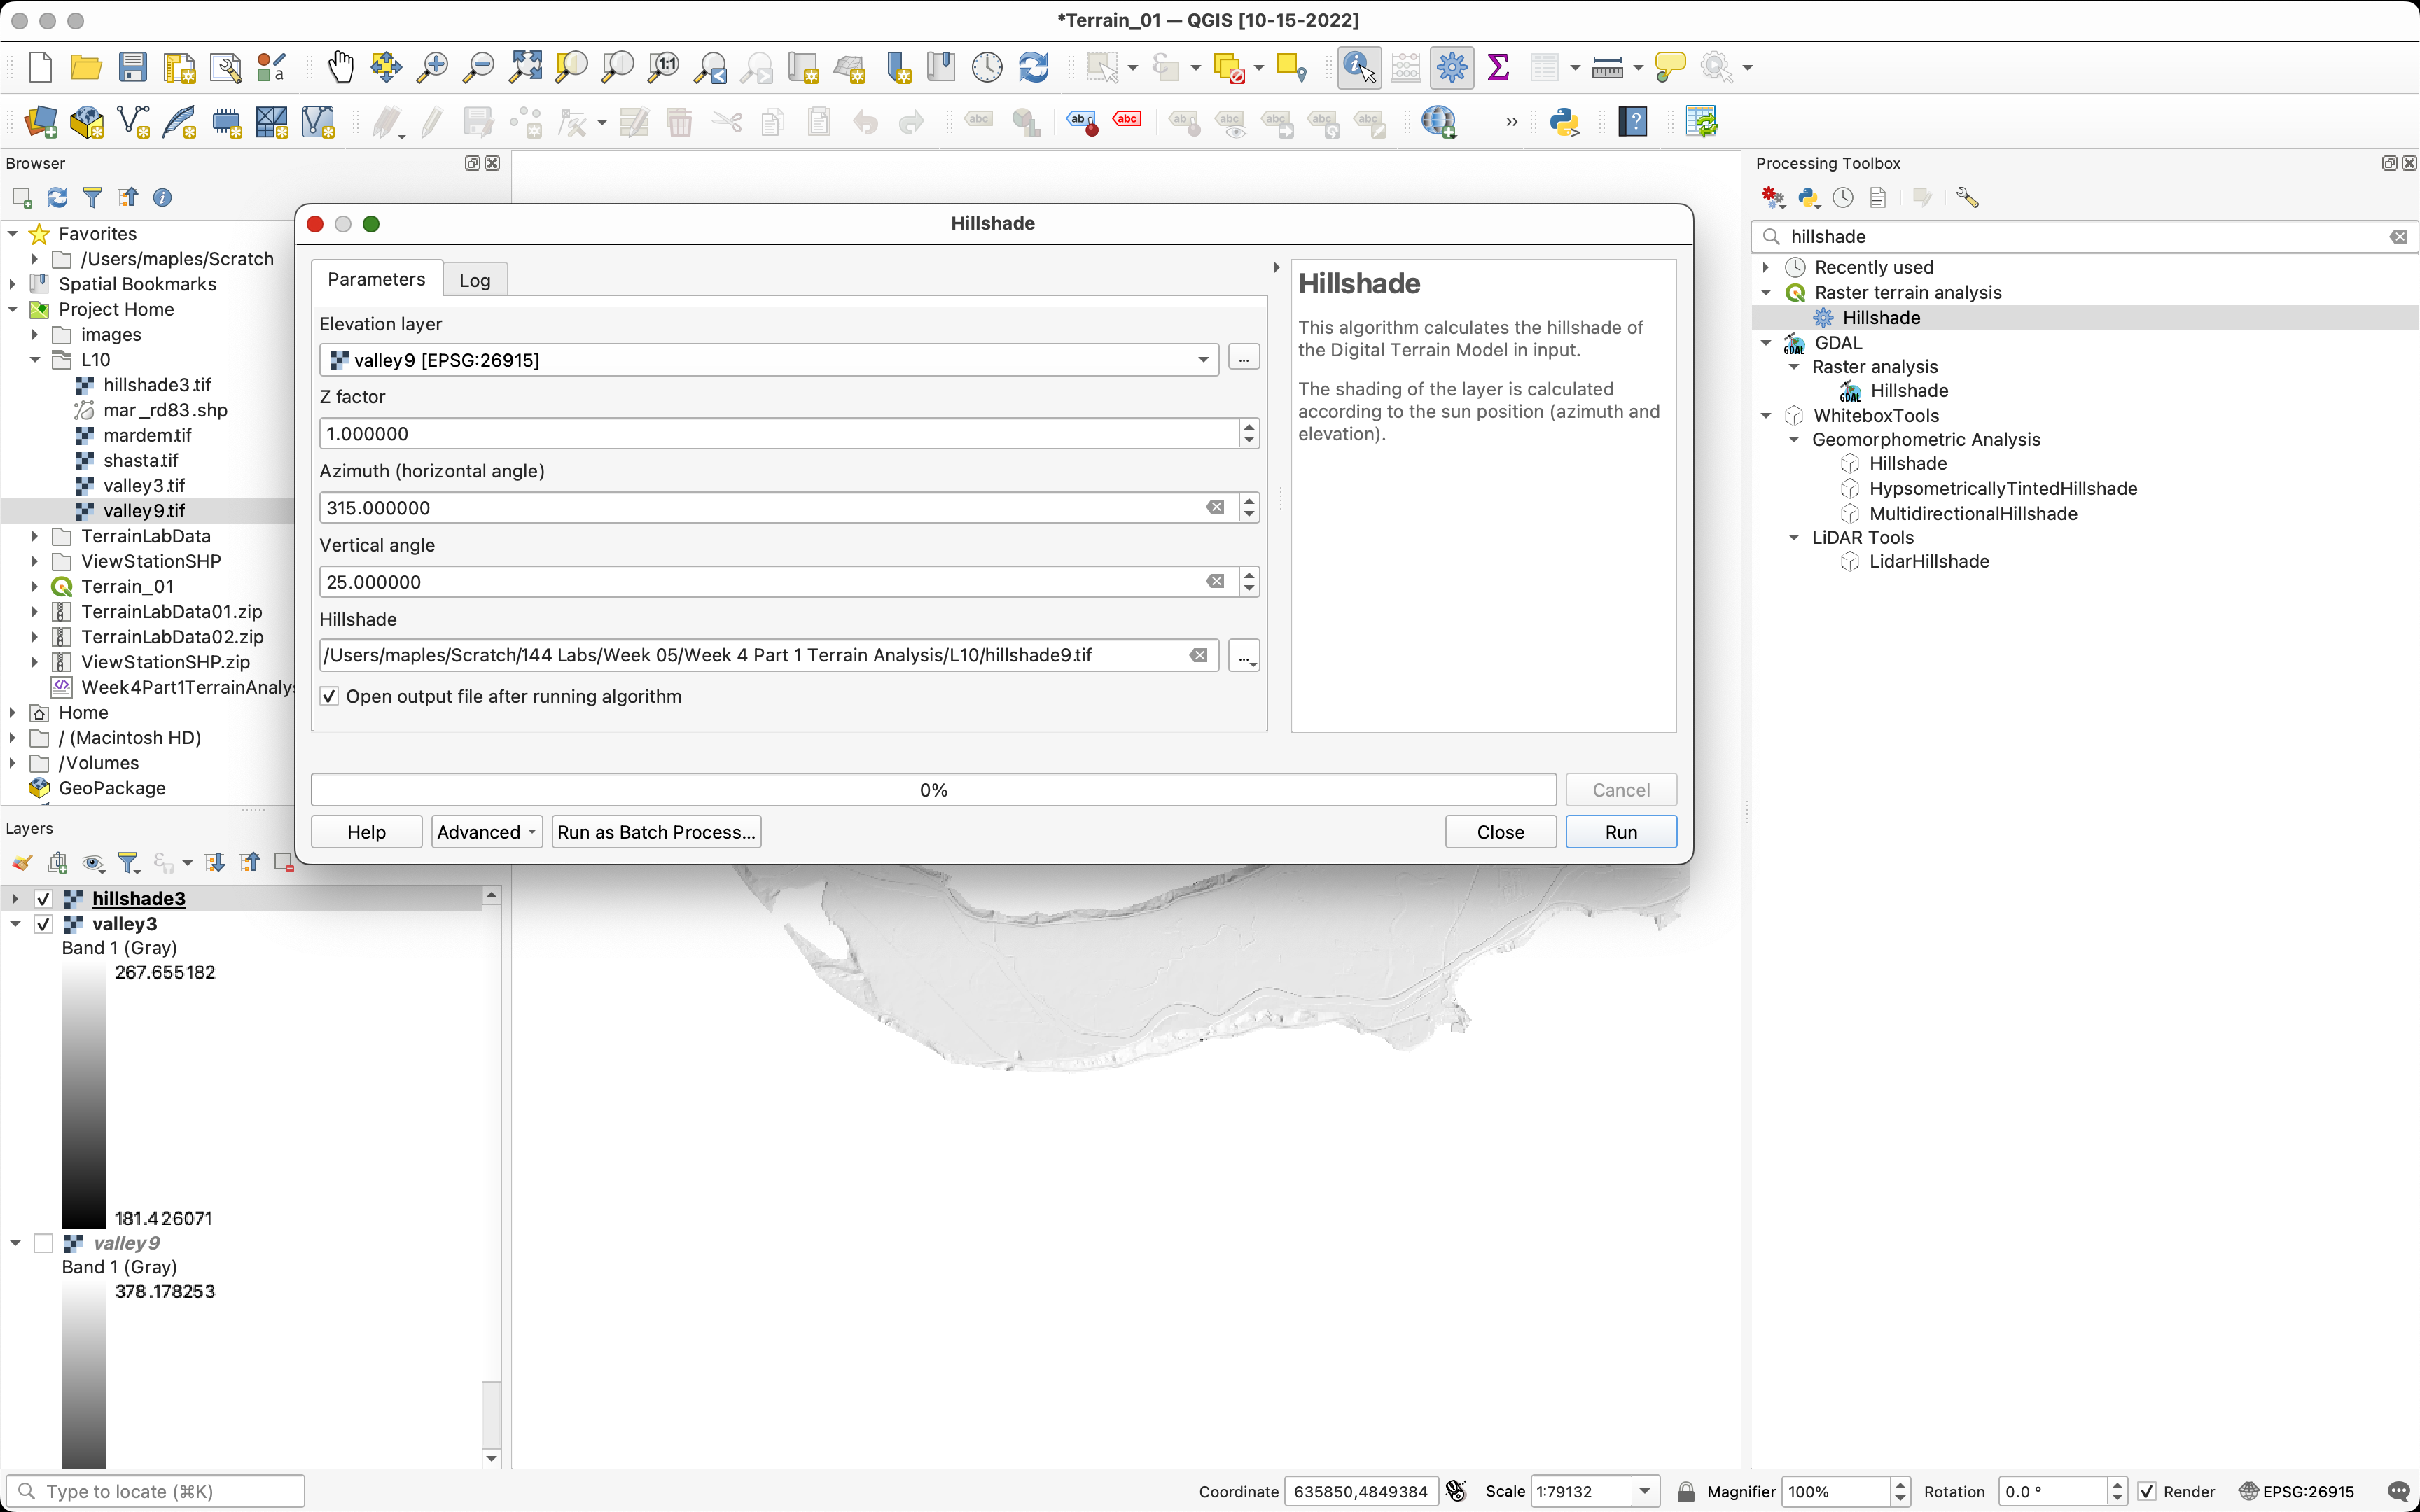 *Terrain_01 — QGIS [10-15-2022]
Browser
Favorites
/Users/maples/Scratch
Spatial Bookmarks
Project Home
images
L10
hillshade3.tif
mar_rd83.shp
mardem.tif
shasta.tif
valley3.tif
valley9.tif
TerrainLabData
ViewStationSHP
Terrain_01
TerrainLabData01.zip
TerrainLabData02.zip
ViewStationSHP.zip
Week4Part1TerrainAnalys
Home
/ (Macintosh HD)
/Volumes
GeoPackage
Layers
hillshade3
valley3
Band 1 (Gray)
267.655182
181.426071
valley9
Band 1 (Gray)
378.178253
Hillshade
Parameters
Log
Elevation layer
valley9 [EPSG:26915]
...
Z factor
1.000000
Azimuth (horizontal angle)
315.000000
Vertical angle
25.000000
Hillshade
/Users/maples/Scratch/144 Labs/Week 05/Week 4 Part 1 Terrain Analysis/L10/hillshade9.tif
...
Open output file after running algorithm
Hillshade
This algorithm calculates the hillshade of
the Digital Terrain Model in input.
The shading of the layer is calculated
according to the sun position (azimuth and
elevation).
0%
Cancel
Help
Advanced
Run as Batch Process...
Close
Run
Processing Toolbox
hillshade
Recently used
Raster terrain analysis
Hillshade
GDAL
Raster analysis
Hillshade
WhiteboxTools
Geomorphometric Analysis
Hillshade
HypsometricallyTintedHillshade
MultidirectionalHillshade
LiDAR Tools
LidarHillshade
Type to locate (⌘K)
Coordinate 635850,4849384
Scale 1:79132
Magnifier 100%
Rotation 0.0 °
Render
EPSG:26915